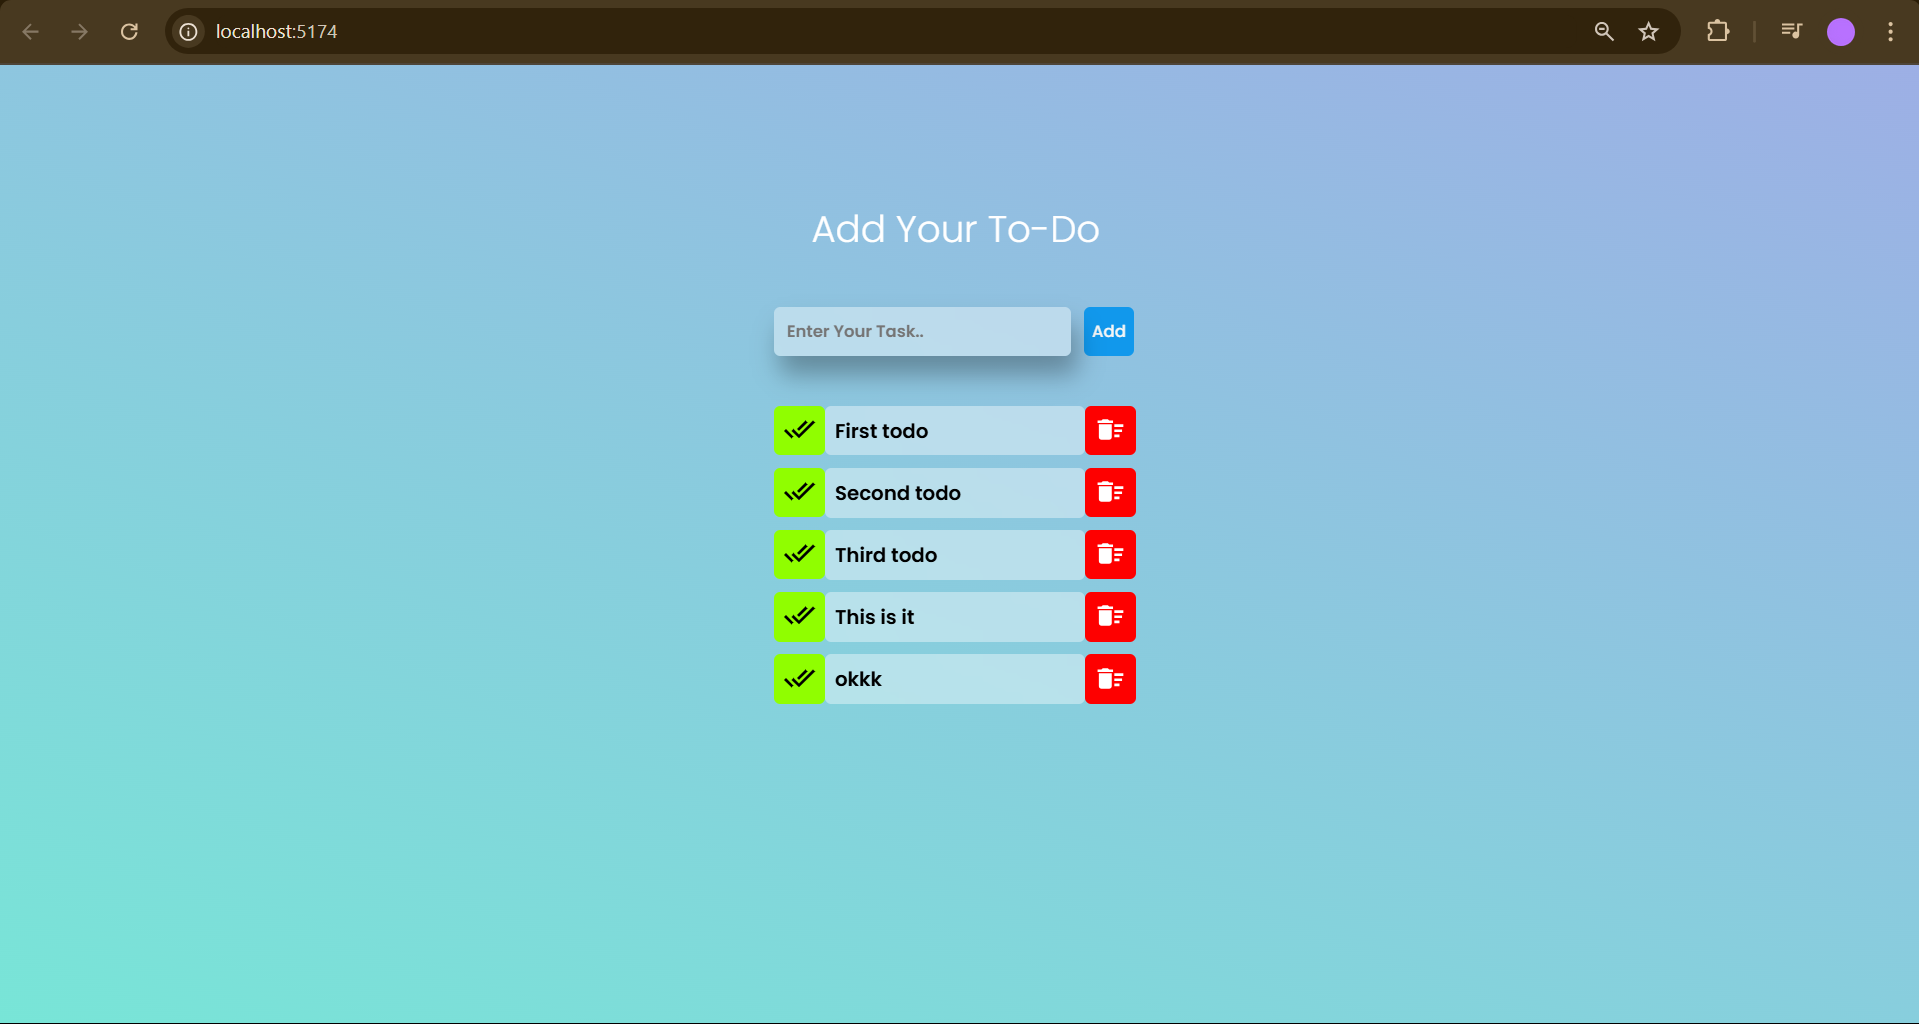 localhost:5174
Add Your To-Do
Enter Your Task..
Add
First todo
Second todo
Third todo
This is it
okkk